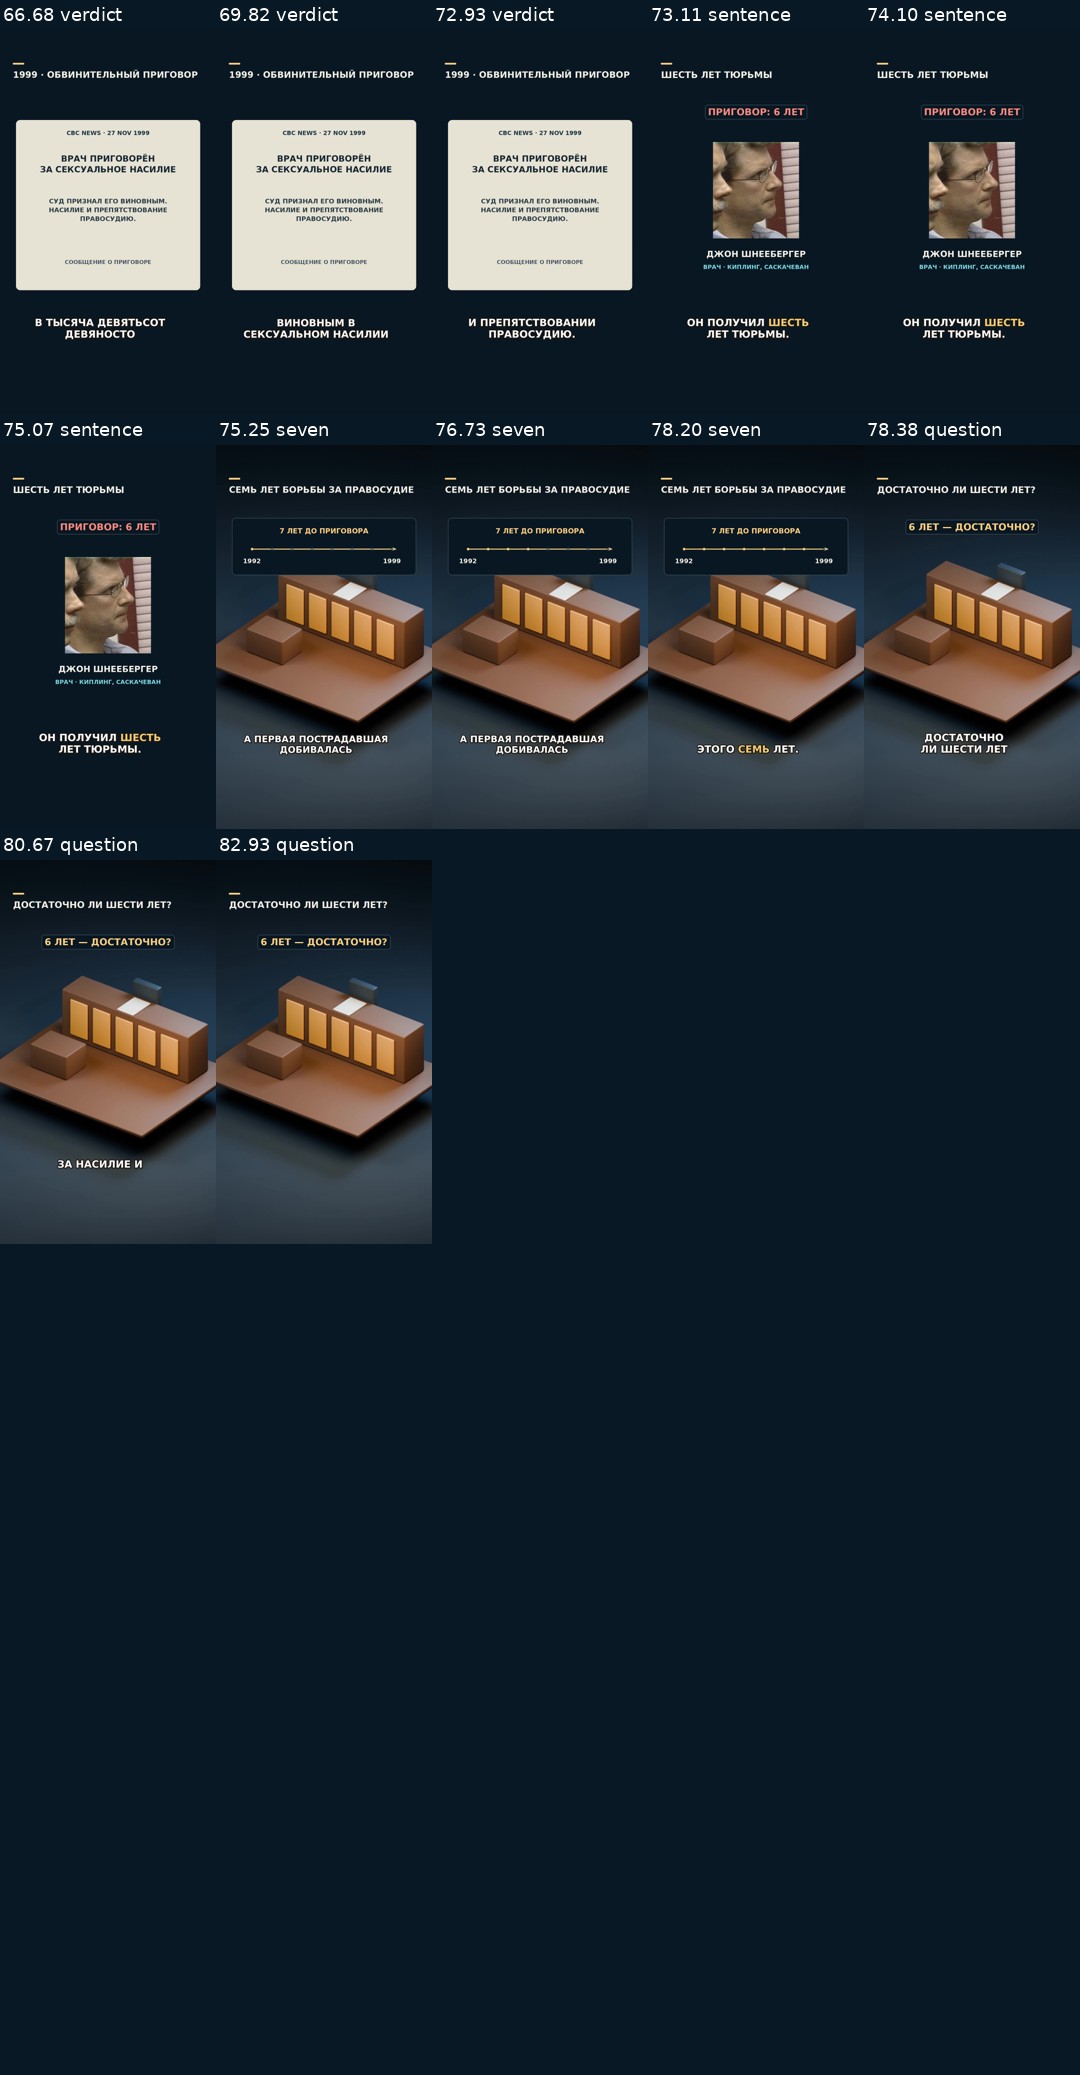 66.68 verdict
1999 · ОБВИНИТЕЛЬНЫЙ ПРИГОВОР
CBC NEWS · 27 NOV 1999
ВРАЧ ПРИГОВОРЁН
ЗА СЕКСУАЛЬНОЕ НАСИЛИЕ
СУД ПРИЗНАЛ ЕГО ВИНОВНЫМ.
НАСИЛИЕ И ПРЕПЯТСТВОВАНИЕ
ПРАВОСУДИЮ.
СООБЩЕНИЕ О ПРИГОВОРЕ
В ТЫСЯЧА ДЕВЯТЬСОТ
ДЕВЯНОСТО
69.82 verdict
1999 · ОБВИНИТЕЛЬНЫЙ ПРИГОВОР
CBC NEWS · 27 NOV 1999
ВРАЧ ПРИГОВОРЁН
ЗА СЕКСУАЛЬНОЕ НАСИЛИЕ
СУД ПРИЗНАЛ ЕГО ВИНОВНЫМ.
НАСИЛИЕ И ПРЕПЯТСТВОВАНИЕ
ПРАВОСУДИЮ.
СООБЩЕНИЕ О ПРИГОВОРЕ
ВИНОВНЫМ В
СЕКСУАЛЬНОМ НАСИЛИИ
72.93 verdict
1999 · ОБВИНИТЕЛЬНЫЙ ПРИГОВОР
CBC NEWS · 27 NOV 1999
ВРАЧ ПРИГОВОРЁН
ЗА СЕКСУАЛЬНОЕ НАСИЛИЕ
СУД ПРИЗНАЛ ЕГО ВИНОВНЫМ.
НАСИЛИЕ И ПРЕПЯТСТВОВАНИЕ
ПРАВОСУДИЮ.
СООБЩЕНИЕ О ПРИГОВОРЕ
И ПРЕПЯТСТВОВАНИИ
ПРАВОСУДИЮ.
73.11 sentence
ШЕСТЬ ЛЕТ ТЮРЬМЫ
ПРИГОВОР: 6 ЛЕТ
ДЖОН ШНЕЕБЕРГЕР
ВРАЧ · КИПЛИНГ, САСКАЧЕВАН
ОН ПОЛУЧИЛ ШЕСТЬ
ЛЕТ ТЮРЬМЫ.
74.10 sentence
ШЕСТЬ ЛЕТ ТЮРЬМЫ
ПРИГОВОР: 6 ЛЕТ
ДЖОН ШНЕЕБЕРГЕР
ВРАЧ · КИПЛИНГ, САСКАЧЕВАН
ОН ПОЛУЧИЛ ШЕСТЬ
ЛЕТ ТЮРЬМЫ.
75.07 sentence
ШЕСТЬ ЛЕТ ТЮРЬМЫ
ПРИГОВОР: 6 ЛЕТ
ДЖОН ШНЕЕБЕРГЕР
ВРАЧ · КИПЛИНГ, САСКАЧЕВАН
ОН ПОЛУЧИЛ ШЕСТЬ
ЛЕТ ТЮРЬМЫ.
75.25 seven
СЕМЬ ЛЕТ БОРЬБЫ ЗА ПРАВОСУДИЕ
7 ЛЕТ ДО ПРИГОВОРА
1992 1999
А ПЕРВАЯ ПОСТРАДАВШАЯ
ДОБИВАЛАСЬ
76.73 seven
СЕМЬ ЛЕТ БОРЬБЫ ЗА ПРАВОСУДИЕ
7 ЛЕТ ДО ПРИГОВОРА
1992 1999
А ПЕРВАЯ ПОСТРАДАВШАЯ
ДОБИВАЛАСЬ
78.20 seven
СЕМЬ ЛЕТ БОРЬБЫ ЗА ПРАВОСУДИЕ
7 ЛЕТ ДО ПРИГОВОРА
1992 1999
ЭТОГО СЕМЬ ЛЕТ.
78.38 question
ДОСТАТОЧНО ЛИ ШЕСТИ ЛЕТ?
6 ЛЕТ — ДОСТАТОЧНО?
ДОСТАТОЧНО
ЛИ ШЕСТИ ЛЕТ
80.67 question
ДОСТАТОЧНО ЛИ ШЕСТИ ЛЕТ?
6 ЛЕТ — ДОСТАТОЧНО?
ЗА НАСИЛИЕ И
82.93 question
ДОСТАТОЧНО ЛИ ШЕСТИ ЛЕТ?
6 ЛЕТ — ДОСТАТОЧНО?